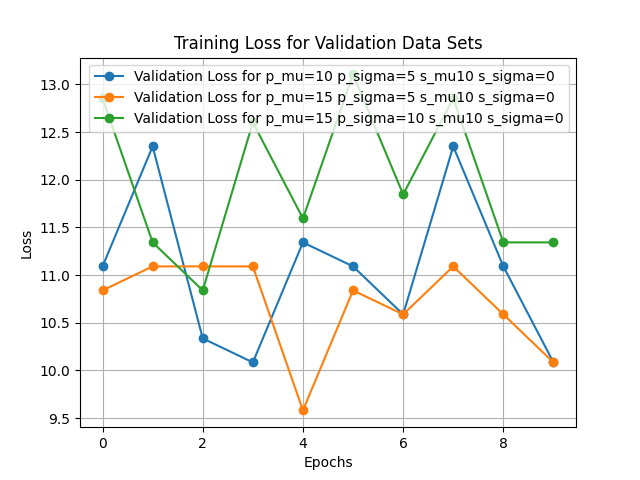 Training Loss for Validation Data Sets
Validation Loss for p_mu=10 p_sigma=5 s_mu10 s_sigma=0
Validation Loss for p_mu=15 p_sigma=5 s_mu10 s_sigma=0
Validation Loss for p_mu=15 p_sigma=10 s_mu10 s_sigma=0
Loss
13.0
12.5
12.0
11.5
11.0
10.5
10.0
9.5
0 2 4 6 8
Epochs